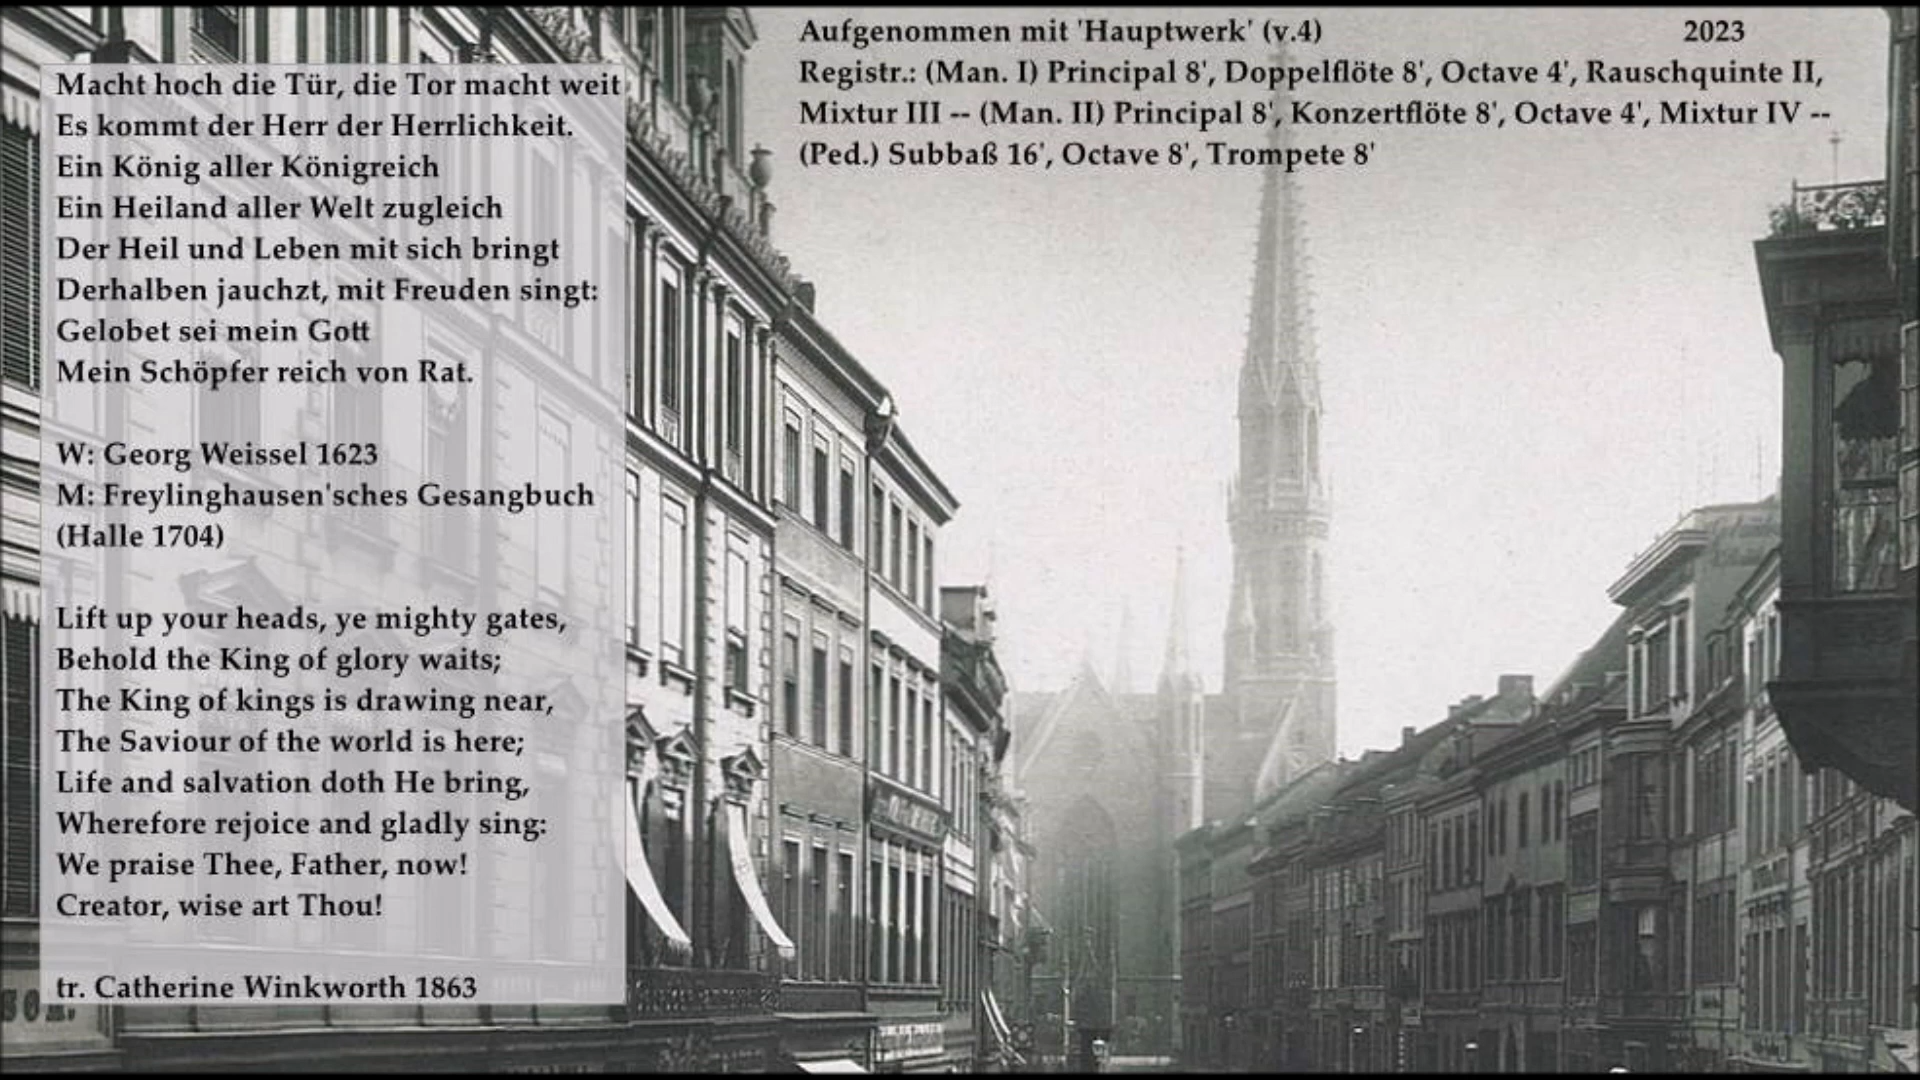 Macht hoch die Tür, die Tor macht weit
Es kommt der Herr der Herrlichkeit.
Ein König aller Königreich
Ein Heiland aller Welt zugleich
Der Heil und Leben mit sich bringt
Derhalben jauchzt, mit Freuden singt:
Gelobet sei mein Gott
Mein Schöpfer reich von Rat.
W: Georg Weissel 1623
M: Freylinghausen'sches Gesangbuch
(Halle 1704)
Lift up your heads, ye mighty gates,
Behold the King of glory waits;
The King of kings is drawing near,
The Saviour of the world is here;
Life and salvation doth He bring,
Wherefore rejoice and gladly sing:
We praise Thee, Father, now!
Creator, wise art Thou!
tr. Catherine Winkworth 1863
Aufgenommen mit 'Hauptwerk' (v.4) 2023
Registr.: (Man. I) Principal 8', Doppelflöte 8', Octave 4', Rauschquinte II,
Mixtur III -- (Man. II) Principal 8', Konzertflöte 8', Octave 4', Mixtur IV --
(Ped.) Subbaß 16', Octave 8', Trompete 8'